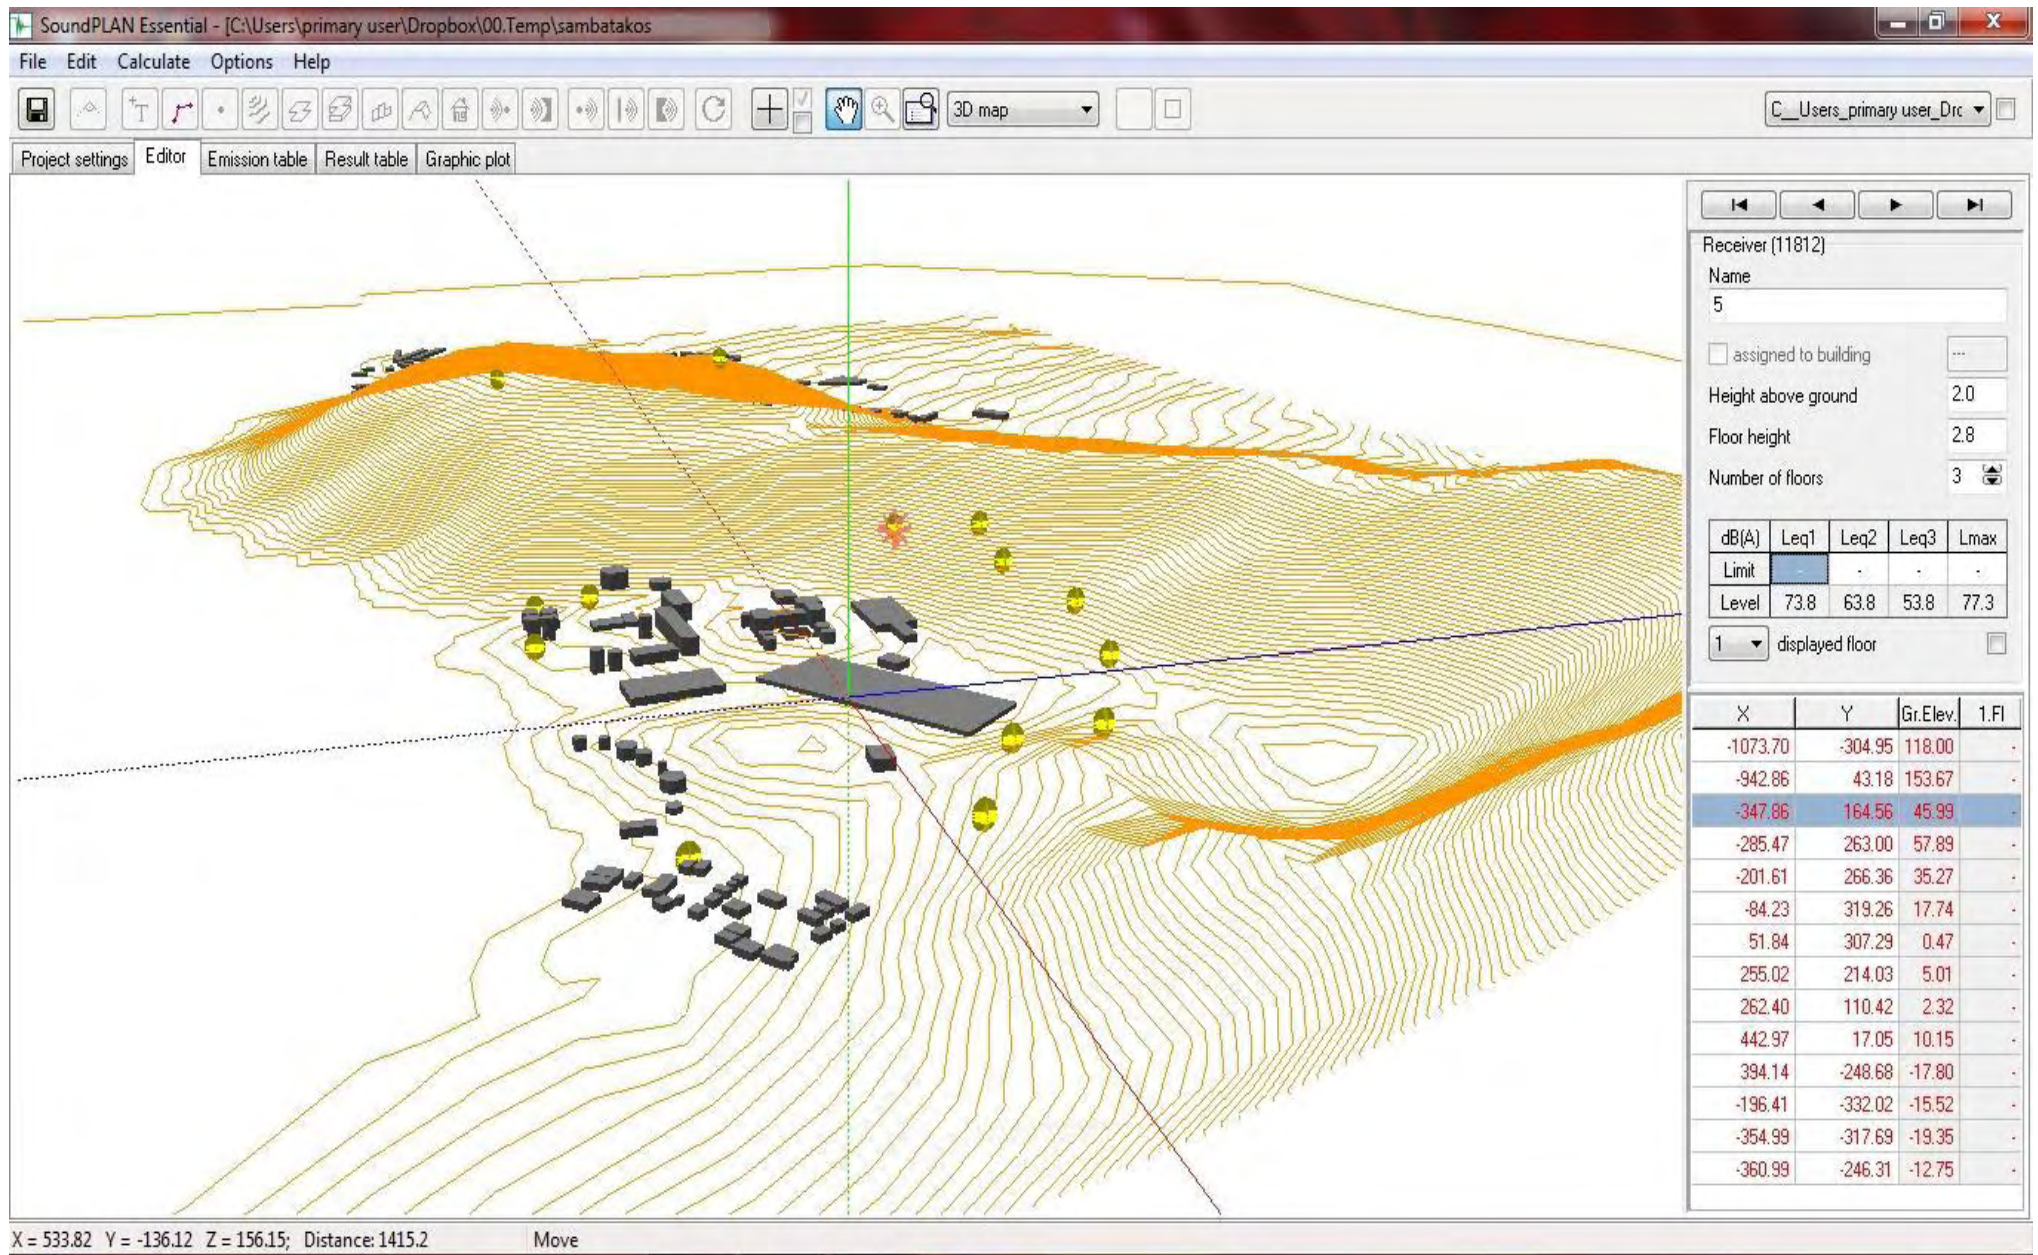 SoundPLAN Essential - [C:\Users\primary user\Dropbox\00.Temp\sambatakos
File Edit Calculate Options Help
3D map
C__Users_primary user_Drc
Project settings Editor Emission table Result table Graphic plot
Receiver (11812)
Name
5
assigned to building ---
Height above ground 2.0
Floor height 2.8
Number of floors 3
dB(A) Leq1 Leq2 Leq3 Lmax
Limit - - - -
Level 73.8 63.8 53.8 77.3
1 displayed floor
X Y Gr.Elev. 1.Fl
-1073.70 -304.95 118.00 -
-942.86 43.18 153.67 -
-347.86 164.56 45.99 -
-285.47 263.00 57.89 -
-201.61 266.36 35.27 -
-84.23 319.26 17.74 -
51.84 307.29 0.47 -
255.02 214.03 5.01 -
262.40 110.42 2.32 -
442.97 17.05 10.15 -
394.14 -248.68 -17.80 -
-196.41 -332.02 -15.52 -
-354.99 -317.69 -19.35 -
-360.99 -246.31 -12.75 -
X = 533.82 Y = -136.12 Z = 156.15; Distance: 1415.2 Move